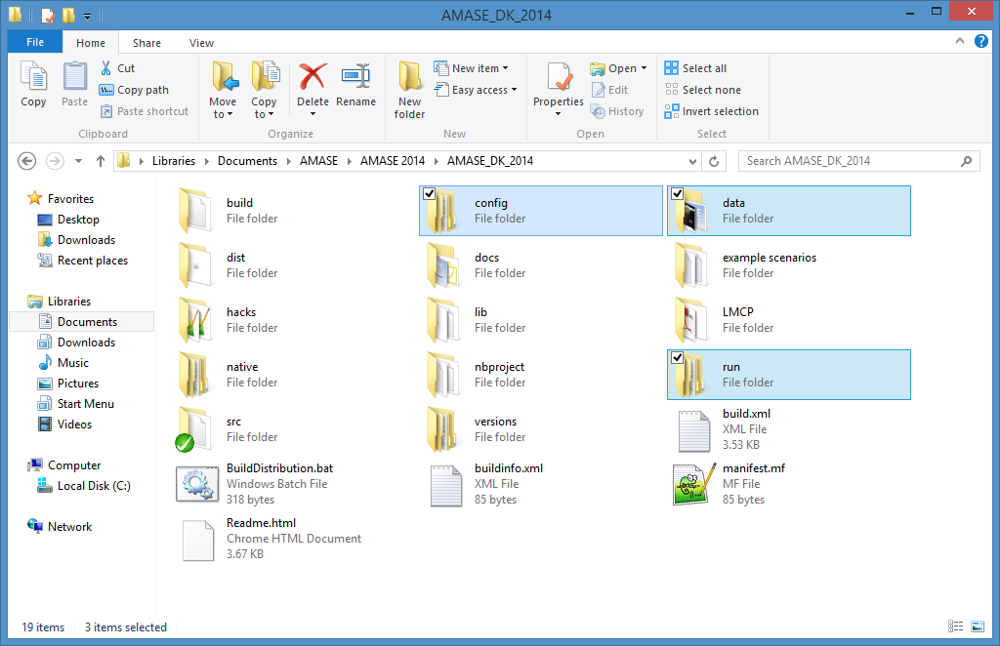 AMASE_DK_2014
File
Home
Share
View
Copy
Paste
Cut
Copy path
Paste shortcut
Clipboard
Move to
Copy to
Delete
Rename
Organize
New folder
New item
Easy access
New
Properties
Open
Edit
History
Open
Select all
Select none
Invert selection
Select
Libraries
Documents
AMASE
AMASE 2014
AMASE_DK_2014
Search AMASE_DK_2014
Favorites
Desktop
Downloads
Recent places
Libraries
Documents
Downloads
Music
Pictures
Start Menu
Videos
Computer
Local Disk (C:)
Network
build
File folder
config
File folder
data
File folder
dist
File folder
docs
File folder
example scenarios
File folder
hacks
File folder
lib
File folder
LMCP
File folder
native
File folder
nbproject
File folder
run
File folder
src
File folder
versions
File folder
build.xml
XML File
3.53 KB
BuildDistribution.bat
Windows Batch File
318 bytes
buildinfo.xml
XML File
85 bytes
manifest.mf
MF File
85 bytes
Readme.html
Chrome HTML Document
3.67 KB
19 items
3 items selected